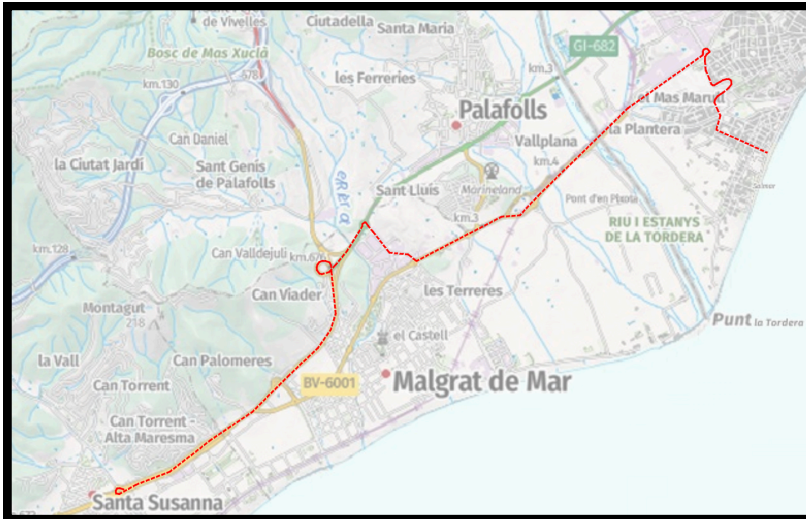 de Vivelles
Ciutadella
Santa Maria
Bosc de Mas Xuclà
-578-
GI-682
km.130
les Ferreries
km.3
el Mas Marull
Palafolls
Can Daniel
Vallplana
la Plantera
la Ciutat Jardí
Sant Genís
de Palafolls
km.4
Sant Lluís
Marineland
Pont d'en Pixota
km.3
RIU I ESTANYS
DE LA TORDERA
km.128
Can Valldejuli
km.676
Can Viader
les Terreres
Montagut
218
Punt la Tordera
el Castell
la Vall
Can Palomeres
Can Torrent
BV-6001
Malgrat de Mar
Can Torrent -
Alta Maresma
Santa Susanna